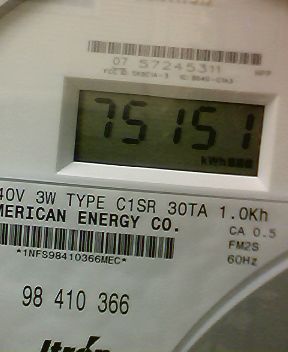 07 57245311
75151
kWh
40V 3W TYPE C1SR 30TA 1.0Kh
MERICAN ENERGY CO.
CA 0.5
FM2S
60Hz
*1NFS98410366MEC*
98 410 366
Itron